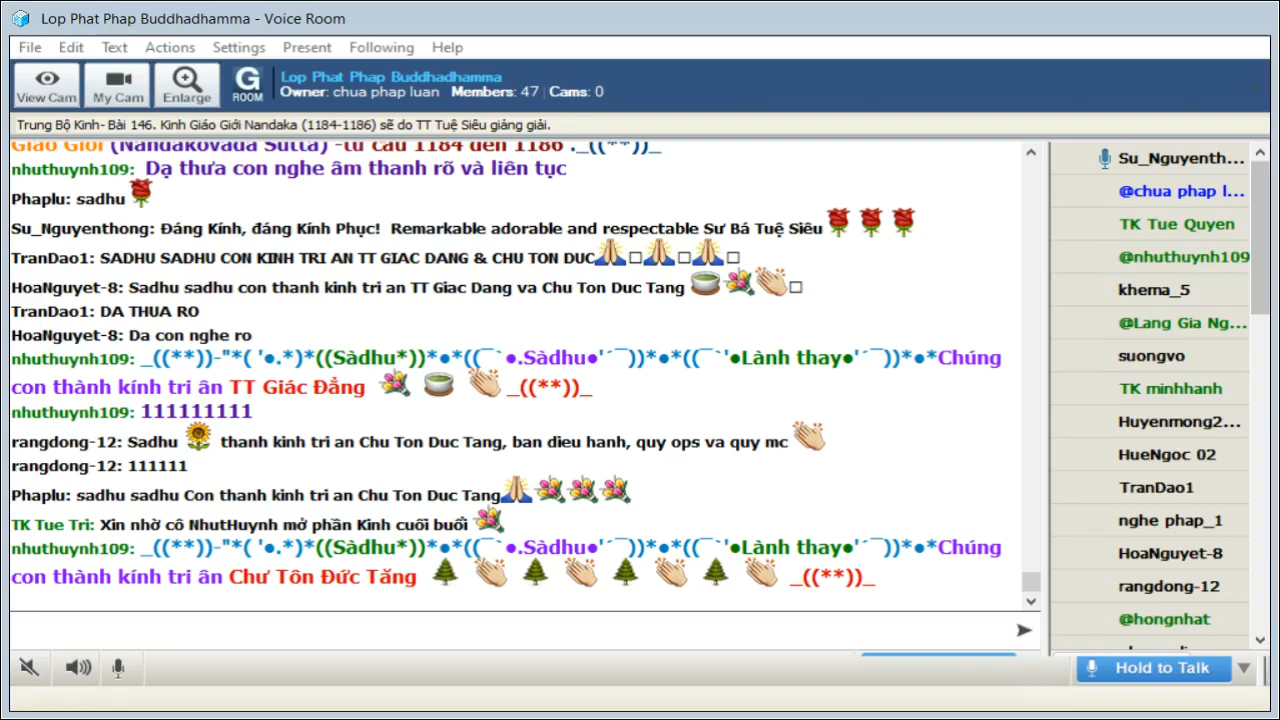 Lop Phat Phap Buddhadhamma - Voice Room
File Edit Text Actions Settings Present Following Help
View Cam My Cam Enlarge G ROOM
Lop Phat Phap Buddhadhamma
Owner: chua phap luan Members: 47 | Cams: 0
Trung Bộ Kinh- Bài 146. Kinh Giáo Giới Nandaka (1184-1186) sẽ do TT Tuệ Siêu giảng giải.
Giáo Giới (Nandakovada Sutta) -từ câu 1184 đến 1186 ._((**))_
nhuthuynh109: Dạ thưa con nghe âm thanh rõ và liên tục
Phaplu: sadhu
Su_Nguyenthong: Đáng Kính, đáng Kính Phục! Remarkable adorable and respectable Sư Bá Tuệ Siêu
TranDao1: SADHU SADHU CON KINH TRI AN TT GIAC DANG & CHU TON DUC
HoaNguyet-8: Sadhu sadhu con thanh kinh tri an TT Giac Dang va Chu Ton Duc Tang
TranDao1: DA THUA RO
HoaNguyet-8: Da con nghe ro
nhuthuynh109: _((**))-"*( '●.*)*((Sàdhu*))*●*((¯`●.Sàdhu●'´¯))*●*((¯`'●Lành thay●'´¯))*●*Chúng
con thành kính tri ân TT Giác Đẳng _((**))_
nhuthuynh109: 1111111111
rangdong-12: Sadhu thanh kinh tri an Chu Ton Duc Tang, ban dieu hanh, quy ops va quy mc
rangdong-12: 111111
Phaplu: sadhu sadhu Con thanh kinh tri an Chu Ton Duc Tang
TK Tue Tri: Xin nhờ cô NhutHuynh mở phần Kinh cuối buổi
nhuthuynh109: _((**))-"*( '●.*)*((Sàdhu*))*●*((¯`●.Sàdhu●'´¯))*●*((¯`'●Lành thay●'´¯))*●*Chúng
con thành kính tri ân Chư Tôn Đức Tăng _((**))_
Su_Nguyenth...
@chua phap l...
TK Tue Quyen
@nhuthuynh109
khema_5
@Lang Gia Ng...
suongvo
TK minhhanh
Huyenmong2...
HueNgoc 02
TranDao1
nghe phap_1
HoaNguyet-8
rangdong-12
@hongnhat
Hold to Talk